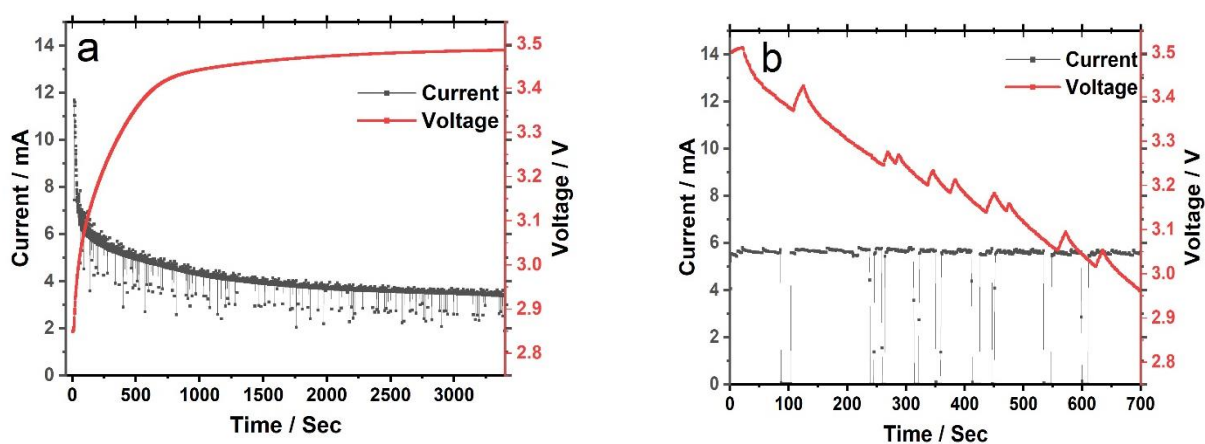 a
Current
Voltage
Current / mA
14
12
10
8
6
4
2
0
Voltage / V
3.5
3.4
3.3
3.2
3.1
3.0
2.9
2.8
0 500 1000 1500 2000 2500 3000
Time / Sec
b
Current
Voltage
Current / mA
14
12
10
8
6
4
2
0
Voltage / V
3.5
3.4
3.3
3.2
3.1
3.0
2.9
2.8
0 100 200 300 400 500 600 700
Time / Sec